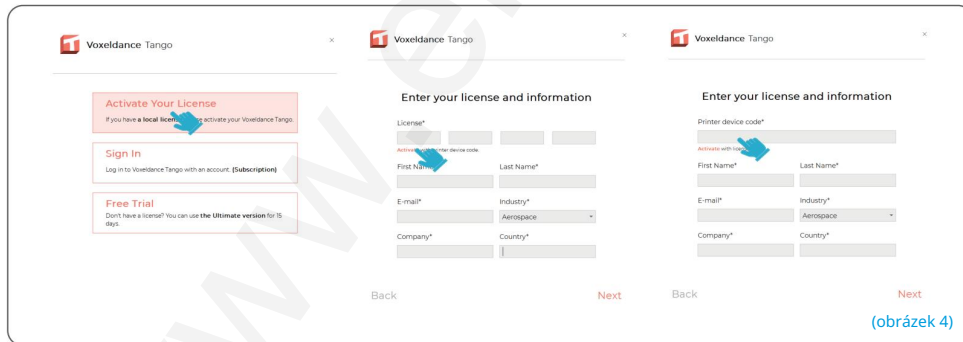 Voxeldance Tango
×
Activate Your License
If you have a local licen activate your Voxeldance Tango.
Sign In
Log in to Voxeldance Tango with an account. (Subscription)
Free Trial
Don't have a license? You can use the Ultimate version for 15
days.
Voxeldance Tango
×
Enter your license and information
License*
Printer device code.
First Name* Last Name*
E-mail* Industry*
Aerospace
Company* Country*
Back Next
Voxeldance Tango
×
Enter your license and information
Printer device code*
Activate with
First Name* Last Name*
E-mail* Industry*
Aerospace
Company* Country*
Back Next
(obrázek 4)